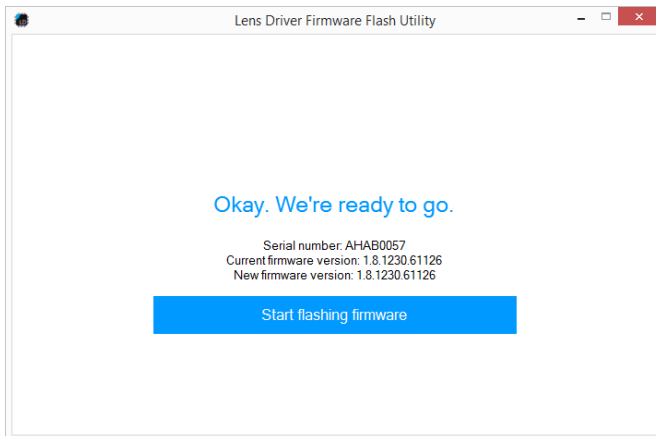 Lens Driver Firmware Flash Utility
Okay. We're ready to go.
Serial number: AHAB0057
Current firmware version: 1.8.1230.61126
New firmware version: 1.8.1230.61126
Start flashing firmware